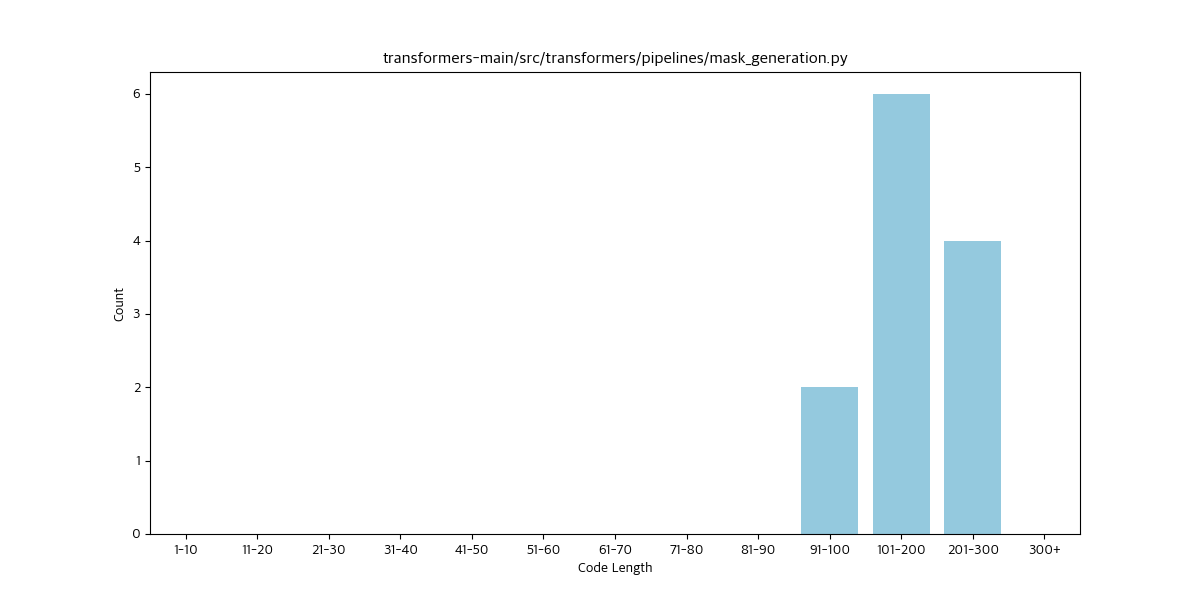 transformers-main/src/transformers/pipelines/mask_generation.py
6
5
4
3
2
1
0
Count
1-10 11-20 21-30 31-40 41-50 51-60 61-70 71-80 81-90 91-100 101-200 201-300 300+
Code Length